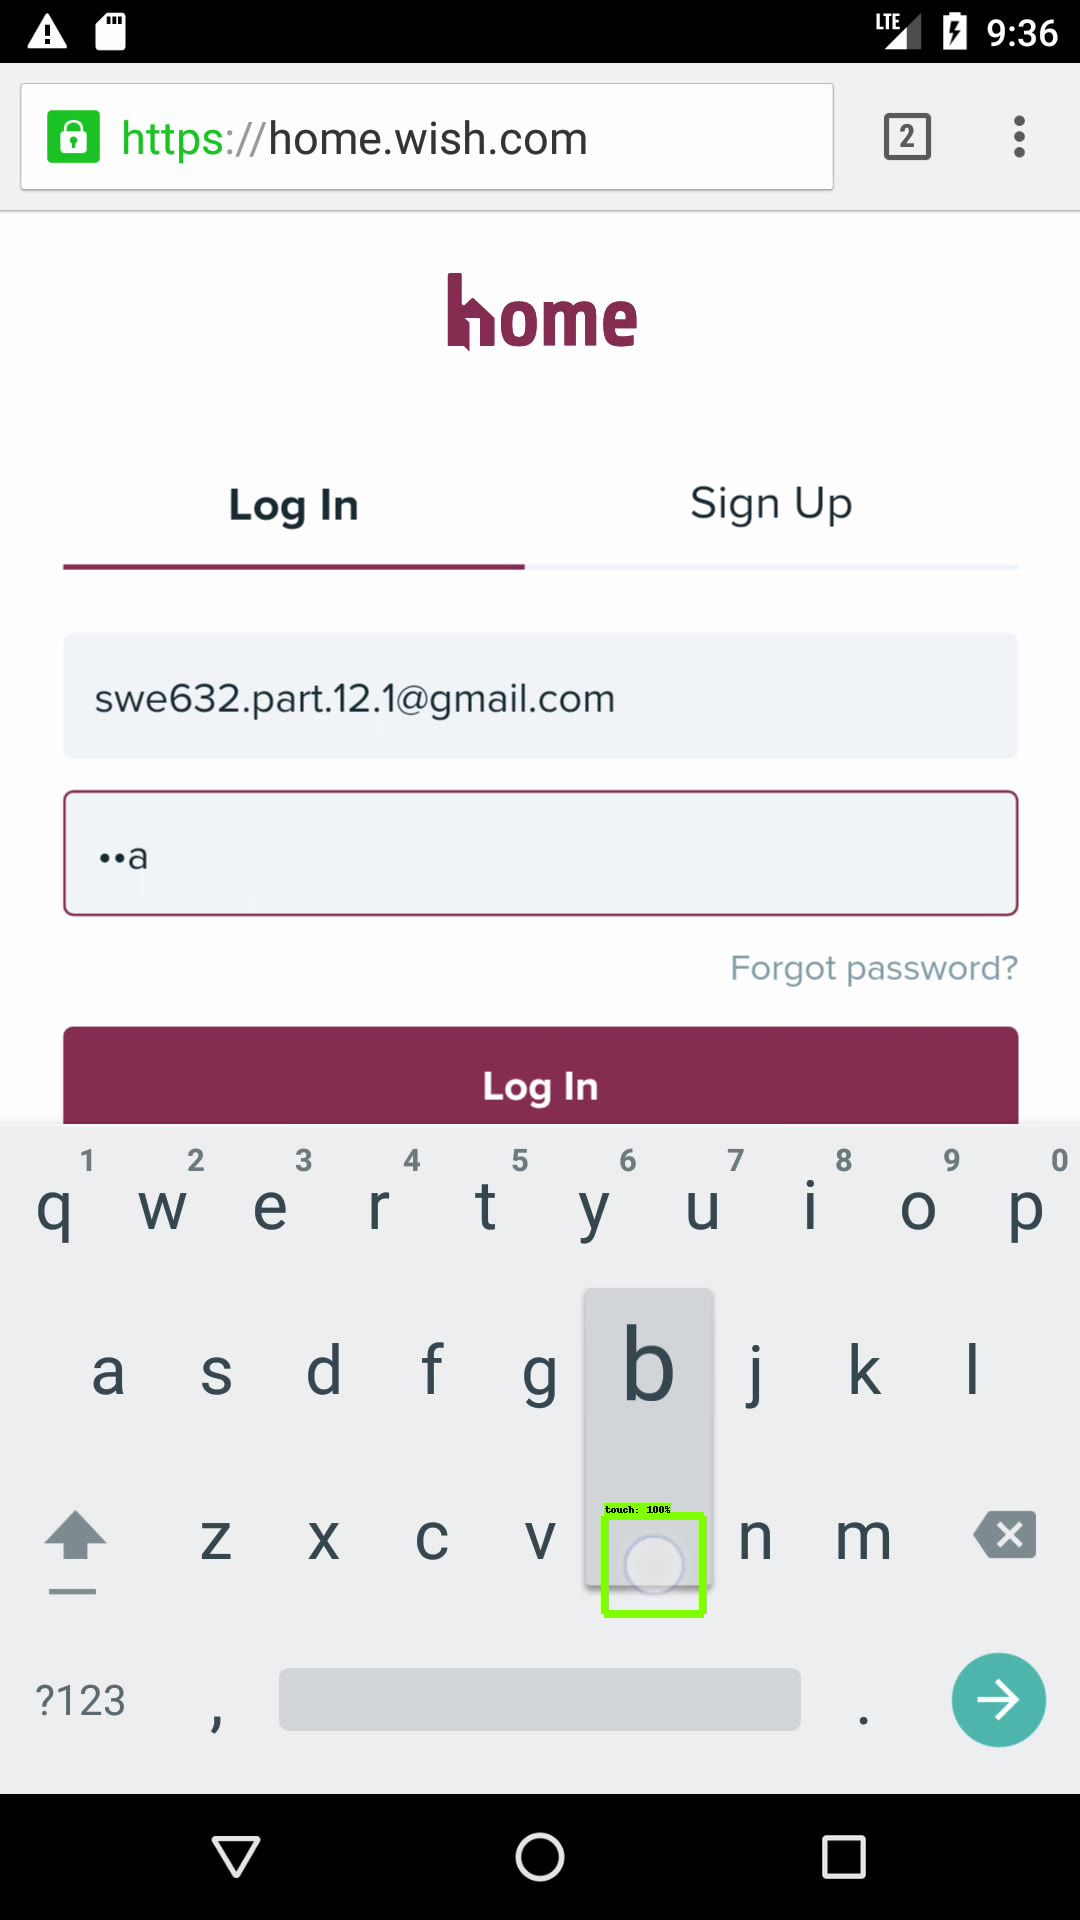 LTE 9:36
https://home.wish.com 2
home
Log In Sign Up
swe632.part.12.1@gmail.com
••a
Forgot password?
Log In
1 2 3 4 5 6 7 8 9 0
q w e r t y u i o p
a s d f g b j k l
touch: 100%
z x c v n m
?123 , .